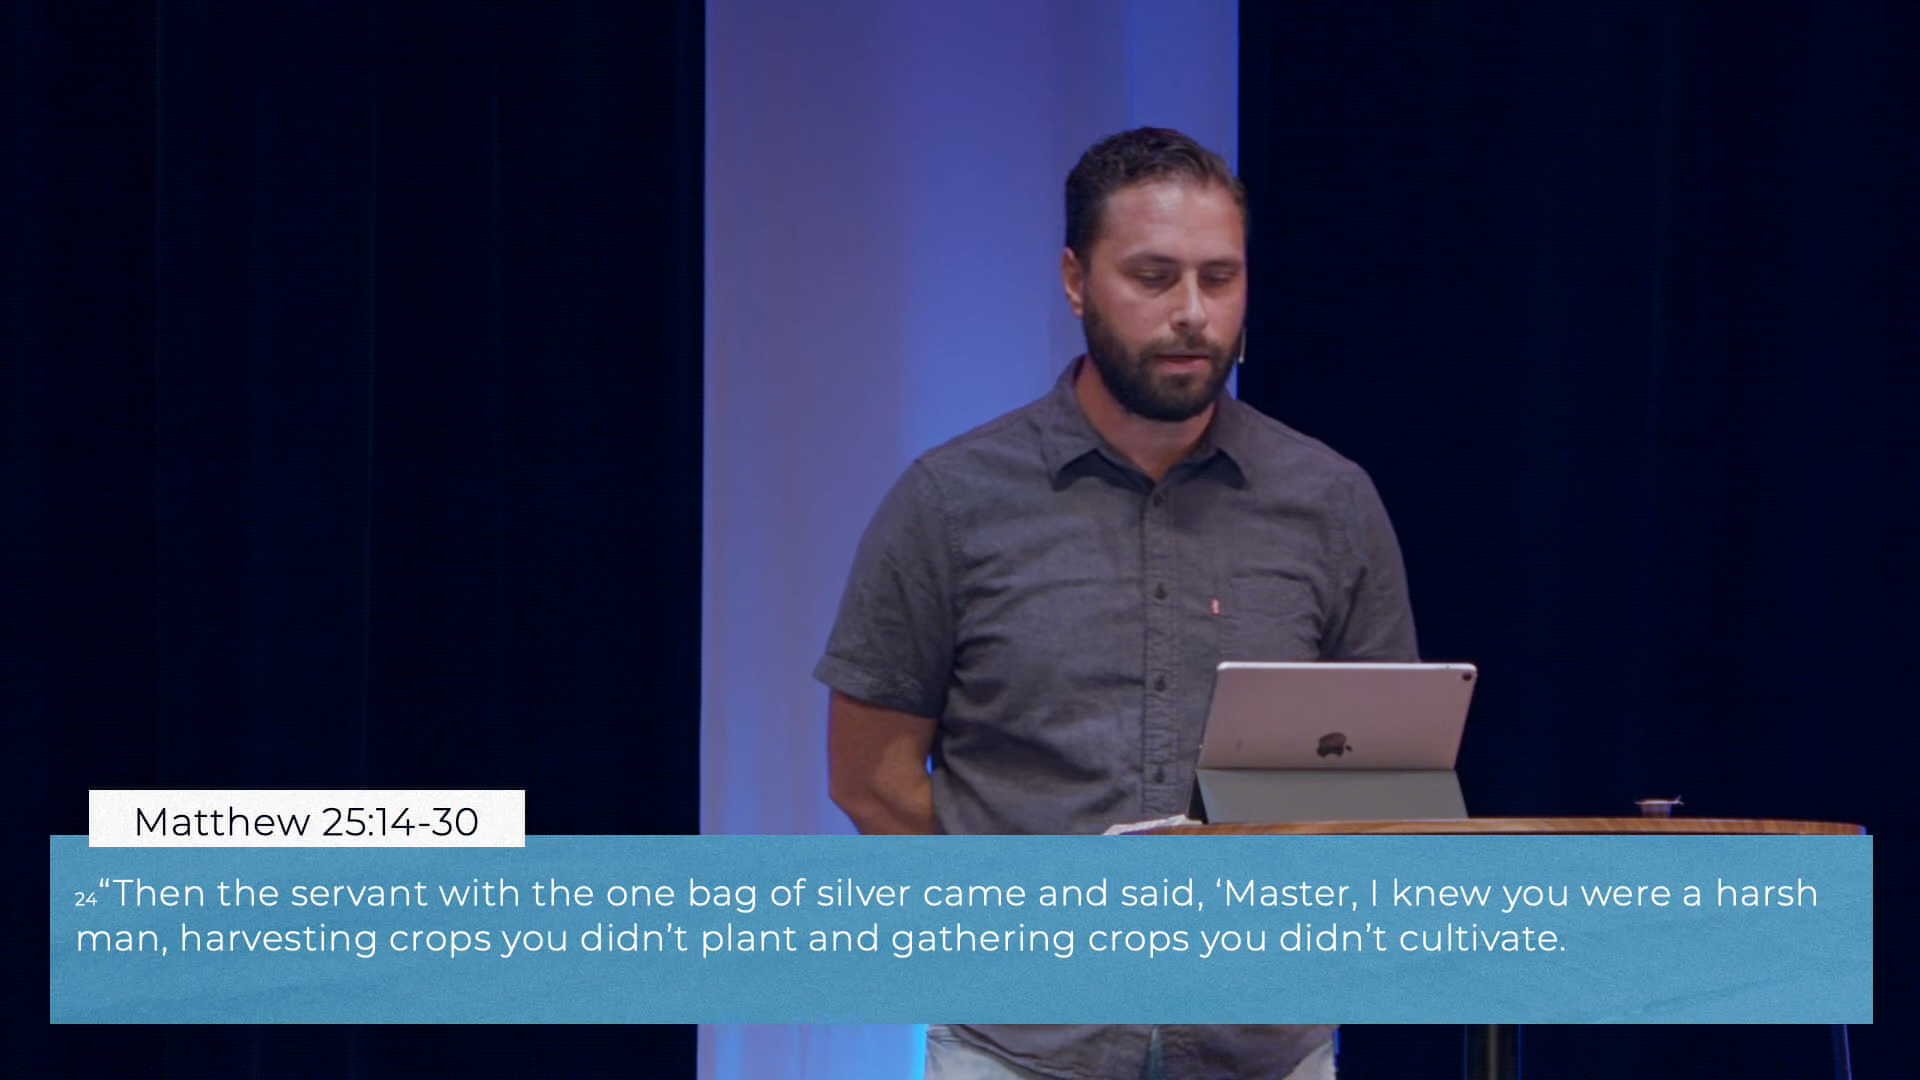 Matthew 25:14-30
24“Then the servant with the one bag of silver came and said, ‘Master, I knew you were a harsh
man, harvesting crops you didn’t plant and gathering crops you didn’t cultivate.